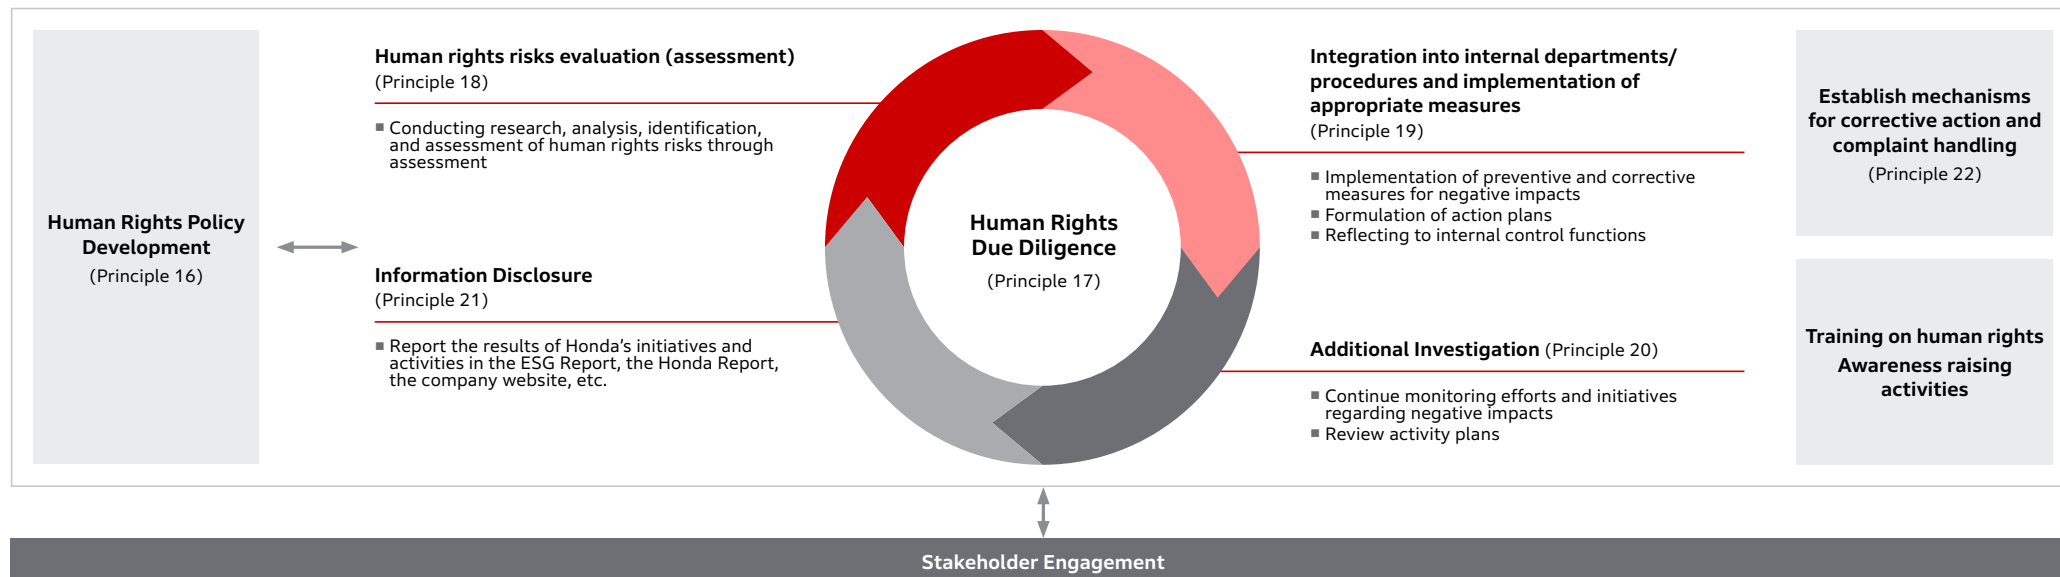 Human Rights Policy
Development
(Principle 16)
Human rights risks evaluation (assessment)
(Principle 18)
■ Conducting research, analysis, identification,
and assessment of human rights risks through
assessment
Information Disclosure
(Principle 21)
■ Report the results of Honda’s initiatives and
activities in the ESG Report, the Honda Report,
the company website, etc.
Human Rights
Due Diligence
(Principle 17)
Integration into internal departments/
procedures and implementation of
appropriate measures
(Principle 19)
■ Implementation of preventive and corrective
measures for negative impacts
■ Formulation of action plans
■ Reflecting to internal control functions
Additional Investigation (Principle 20)
■ Continue monitoring efforts and initiatives
regarding negative impacts
■ Review activity plans
Establish mechanisms
for corrective action and
complaint handling
(Principle 22)
Training on human rights
Awareness raising
activities
Stakeholder Engagement